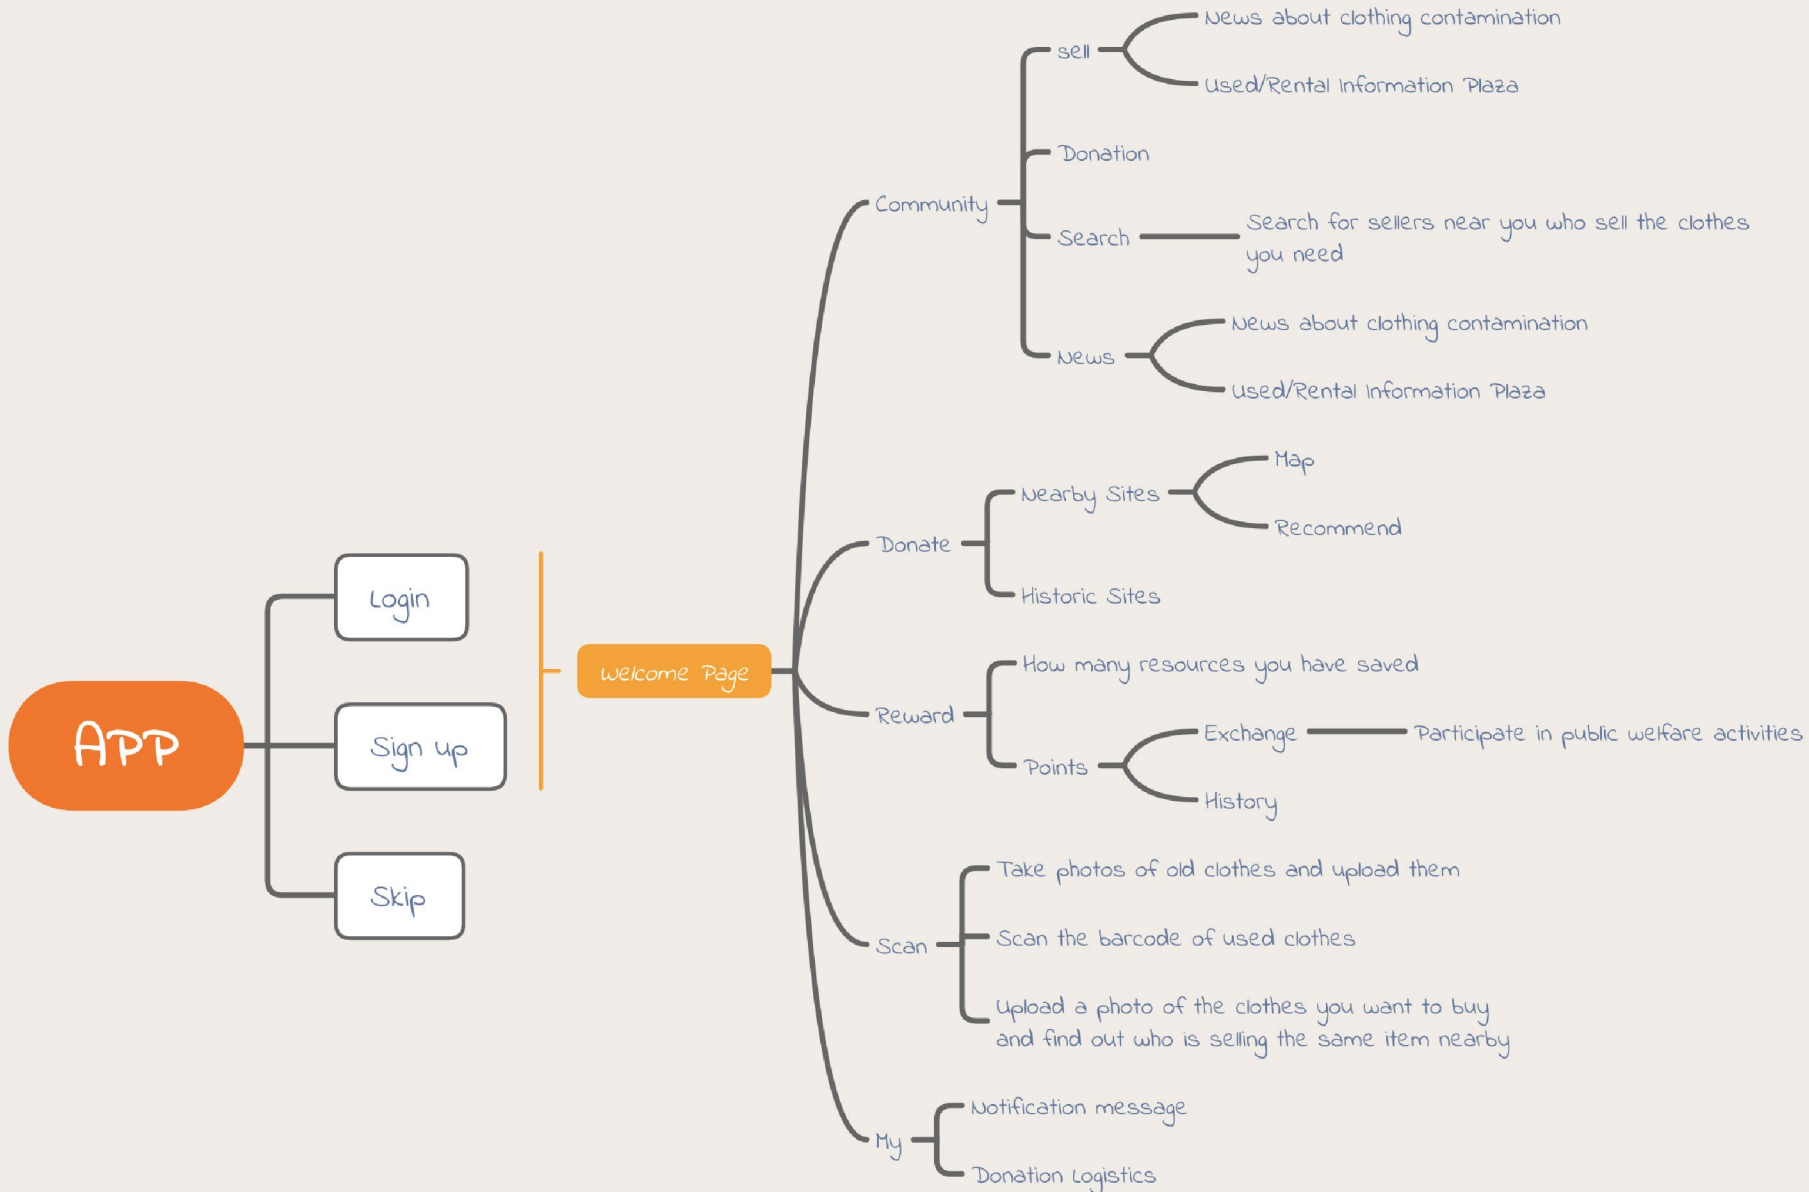 APP
Login
Sign up
Skip
Welcome Page
Community
sell
News about clothing contamination
Used/Rental Information Plaza
Donation
Search
Search for sellers near you who sell the clothes
you need
News
News about clothing contamination
Used/Rental Information Plaza
Donate
Nearby Sites
Map
Recommend
Historic Sites
Reward
How many resources you have saved
Points
Exchange
Participate in public welfare activities
History
Scan
Take photos of old clothes and upload them
Scan the barcode of used clothes
Upload a photo of the clothes you want to buy
and find out who is selling the same item nearby
My
Notification message
Donation Logistics